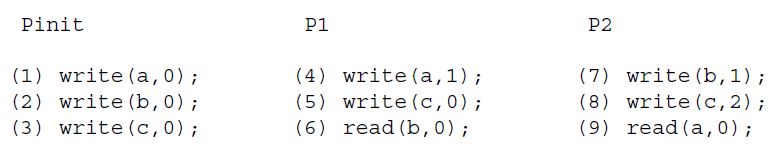 Pinit P1 P2
(1) write(a,0); (4) write(a,1); (7) write(b,1);
(2) write(b,0); (5) write(c,0); (8) write(c,2);
(3) write(c,0); (6) read(b,0); (9) read(a,0);